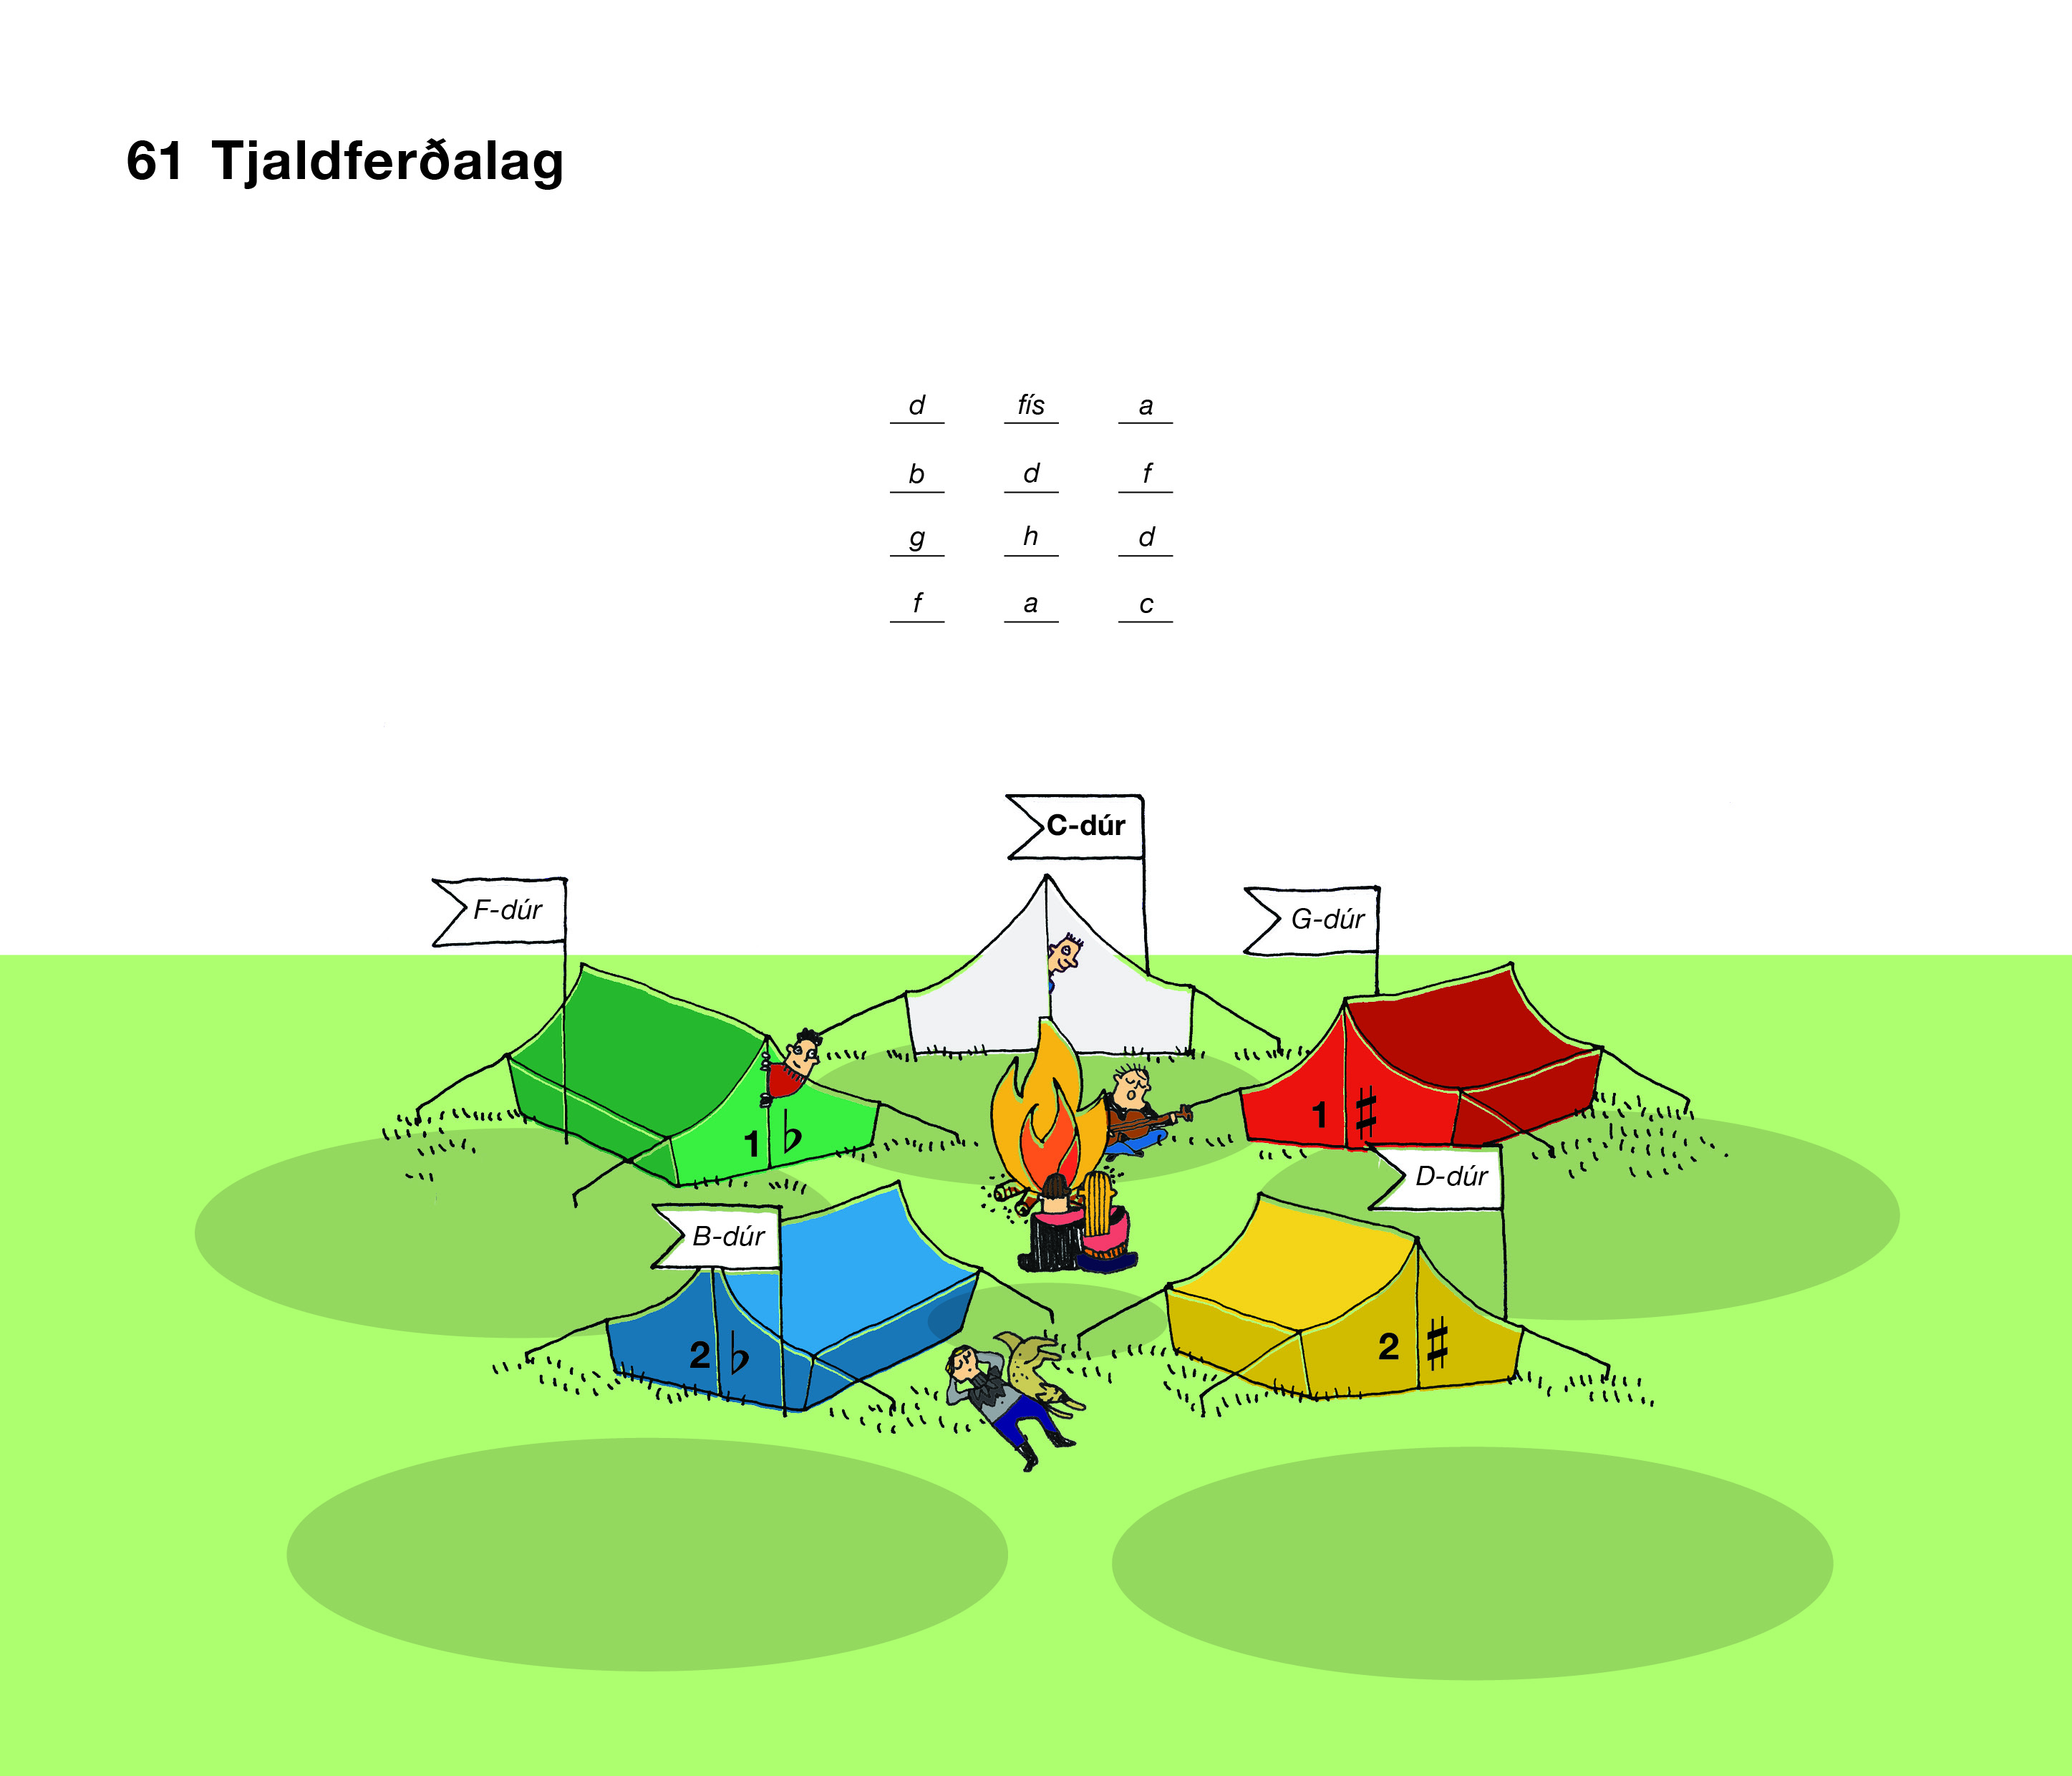 61 Tjaldferðalag
d fís a
b d f
g h d
f a c
C-dúr
F-dúr
G-dúr
1 ♭
1 ♯
D-dúr
B-dúr
2 ♭
2 ♯